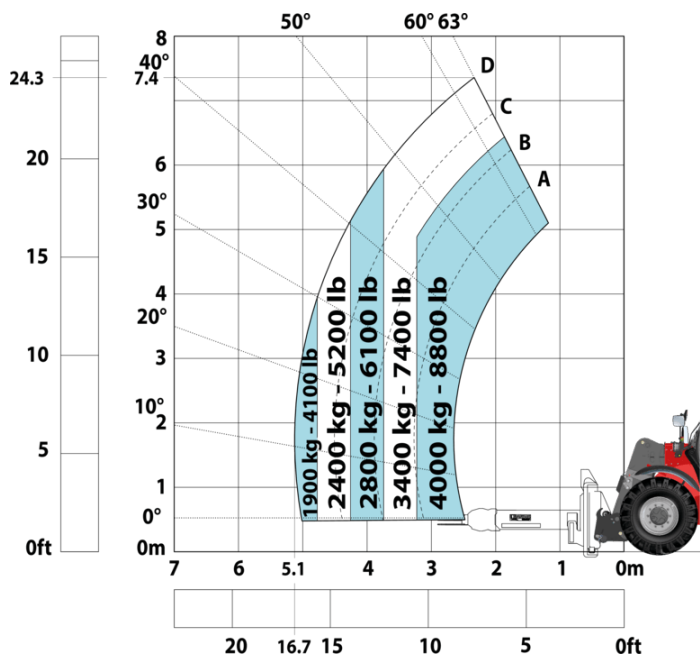 50°
60° 63°
8
40°
24.3
7.4
D
C
B
A
20
6
30°
15
5
4
20°
10
3
10°
2
5
1
0°
0ft
0m
1900 kg - 4100 lb
2400 kg - 5200 lb
2800 kg - 6100 lb
3400 kg - 7400 lb
4000 kg - 8800 lb
7 6 5.1 4 3 2 1 0m
20 16.7 15 10 5 0ft